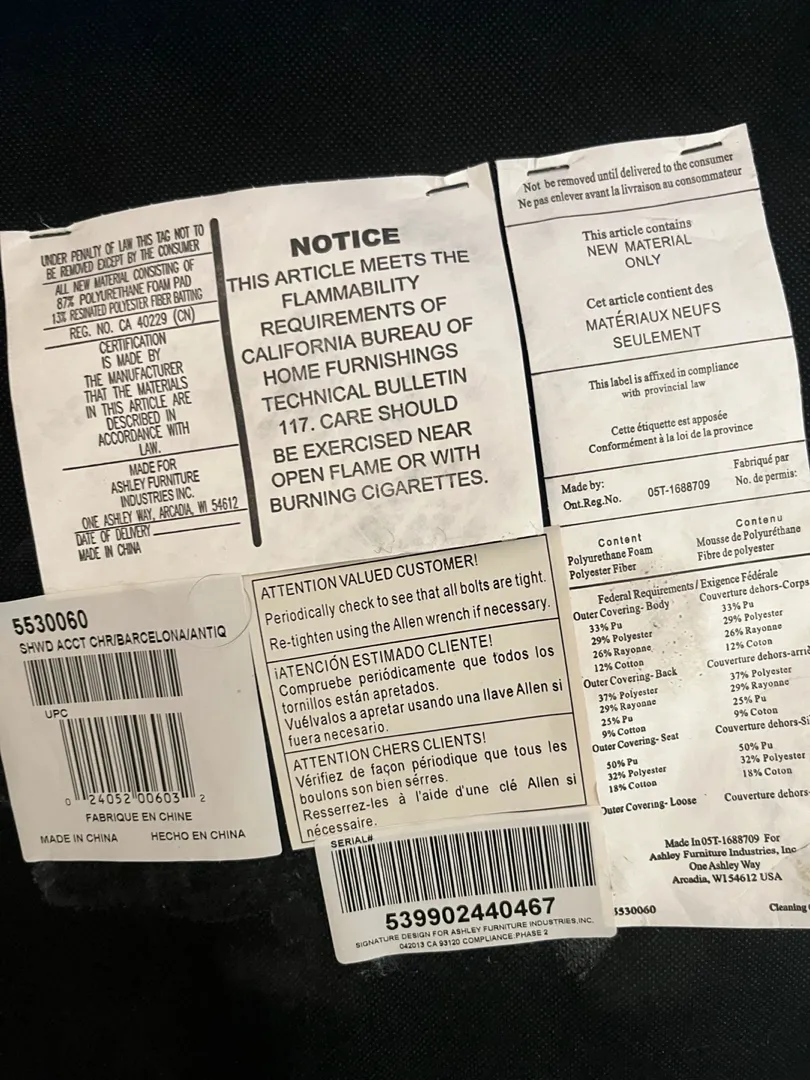 UNDER PENALTY OF LAW THIS TAG NOT TO
BE REMOVED EXCEPT BY THE CONSUMER
ALL NEW MATERIAL CONSISTING OF
87% POLYURETHANE FOAM PAD
13% RESINATED POLYESTER FIBER BATTING
REG. NO. CA 40229 (CN)
CERTIFICATION
IS MADE BY
THE MANUFACTURER
THAT THE MATERIALS
IN THIS ARTICLE ARE
DESCRIBED IN
ACCORDANCE WITH
LAW.
MADE FOR
ASHLEY FURNITURE
INDUSTRIES INC.
ONE ASHLEY WAY, ARCADIA, WI 54612
DATE OF DELIVERY
MADE IN CHINA
NOTICE
THIS ARTICLE MEETS THE
FLAMMABILITY
REQUIREMENTS OF
CALIFORNIA BUREAU OF
HOME FURNISHINGS
TECHNICAL BULLETIN
117. CARE SHOULD
BE EXERCISED NEAR
OPEN FLAME OR WITH
BURNING CIGARETTES.
Not be removed until delivered to the consumer
Ne pas enlever avant la livraison au consommateur
This article contains
NEW MATERIAL
ONLY
Cet article contient des
MATÉRIAUX NEUFS
SEULEMENT
This label is affixed in compliance
with provincial law
Cette étiquette est apposée
Conformément à la loi de la province
Made by: Fabriqué par
Ont.Reg.No. 05T-1688709 No. de permis:
Content Contenu
Polyurethane Foam Mousse de Polyuréthane
Polyester Fiber Fibre de polyester
Federal Requirements / Exigence Fédérale
Outer Covering- Body Couverture dehors-Corps
33% Pu 33% Pu
29% Polyester 29% Polyester
26% Rayonne 26% Rayonne
12% Cotton 12% Coton
Outer Covering- Back Couverture dehors-arriè
37% Polyester 37% Polyester
29% Rayonne 29% Rayonne
25% Pu 25% Pu
9% Cotton 9% Coton
Outer Covering- Seat Couverture dehors-Si
50% Pu 50% Pu
32% Polyester 32% Polyester
18% Cotton 18% Coton
Outer Covering- Loose Couverture dehors-
Made In 05T-1688709 For
Ashley Furniture Industries, Inc
One Ashley Way
Arcadia, WI 54612 USA
5530060 Cleaning
5530060
SHWD ACCT CHR/BARCELONA/ANTIQ
UPC
0 24052 00603 2
FABRIQUE EN CHINE
MADE IN CHINA HECHO EN CHINA
ATTENTION VALUED CUSTOMER!
Periodically check to see that all bolts are tight.
Re-tighten using the Allen wrench if necessary.
¡ATENCIÓN ESTIMADO CLIENTE!
Compruebe periódicamente que todos los
tornillos están apretados.
Vuélvalos a apretar usando una llave Allen si
fuera necesario.
ATTENTION CHERS CLIENTS!
Vérifiez de façon périodique que tous les
boulons son bien sérres.
Resserrez-les à l'aide d'une clé Allen si
nécessaire.
SERIAL#
539902440467
SIGNATURE DESIGN FOR ASHLEY FURNITURE INDUSTRIES,INC.
042013 CA 93120 COMPLIANCE.PHASE 2